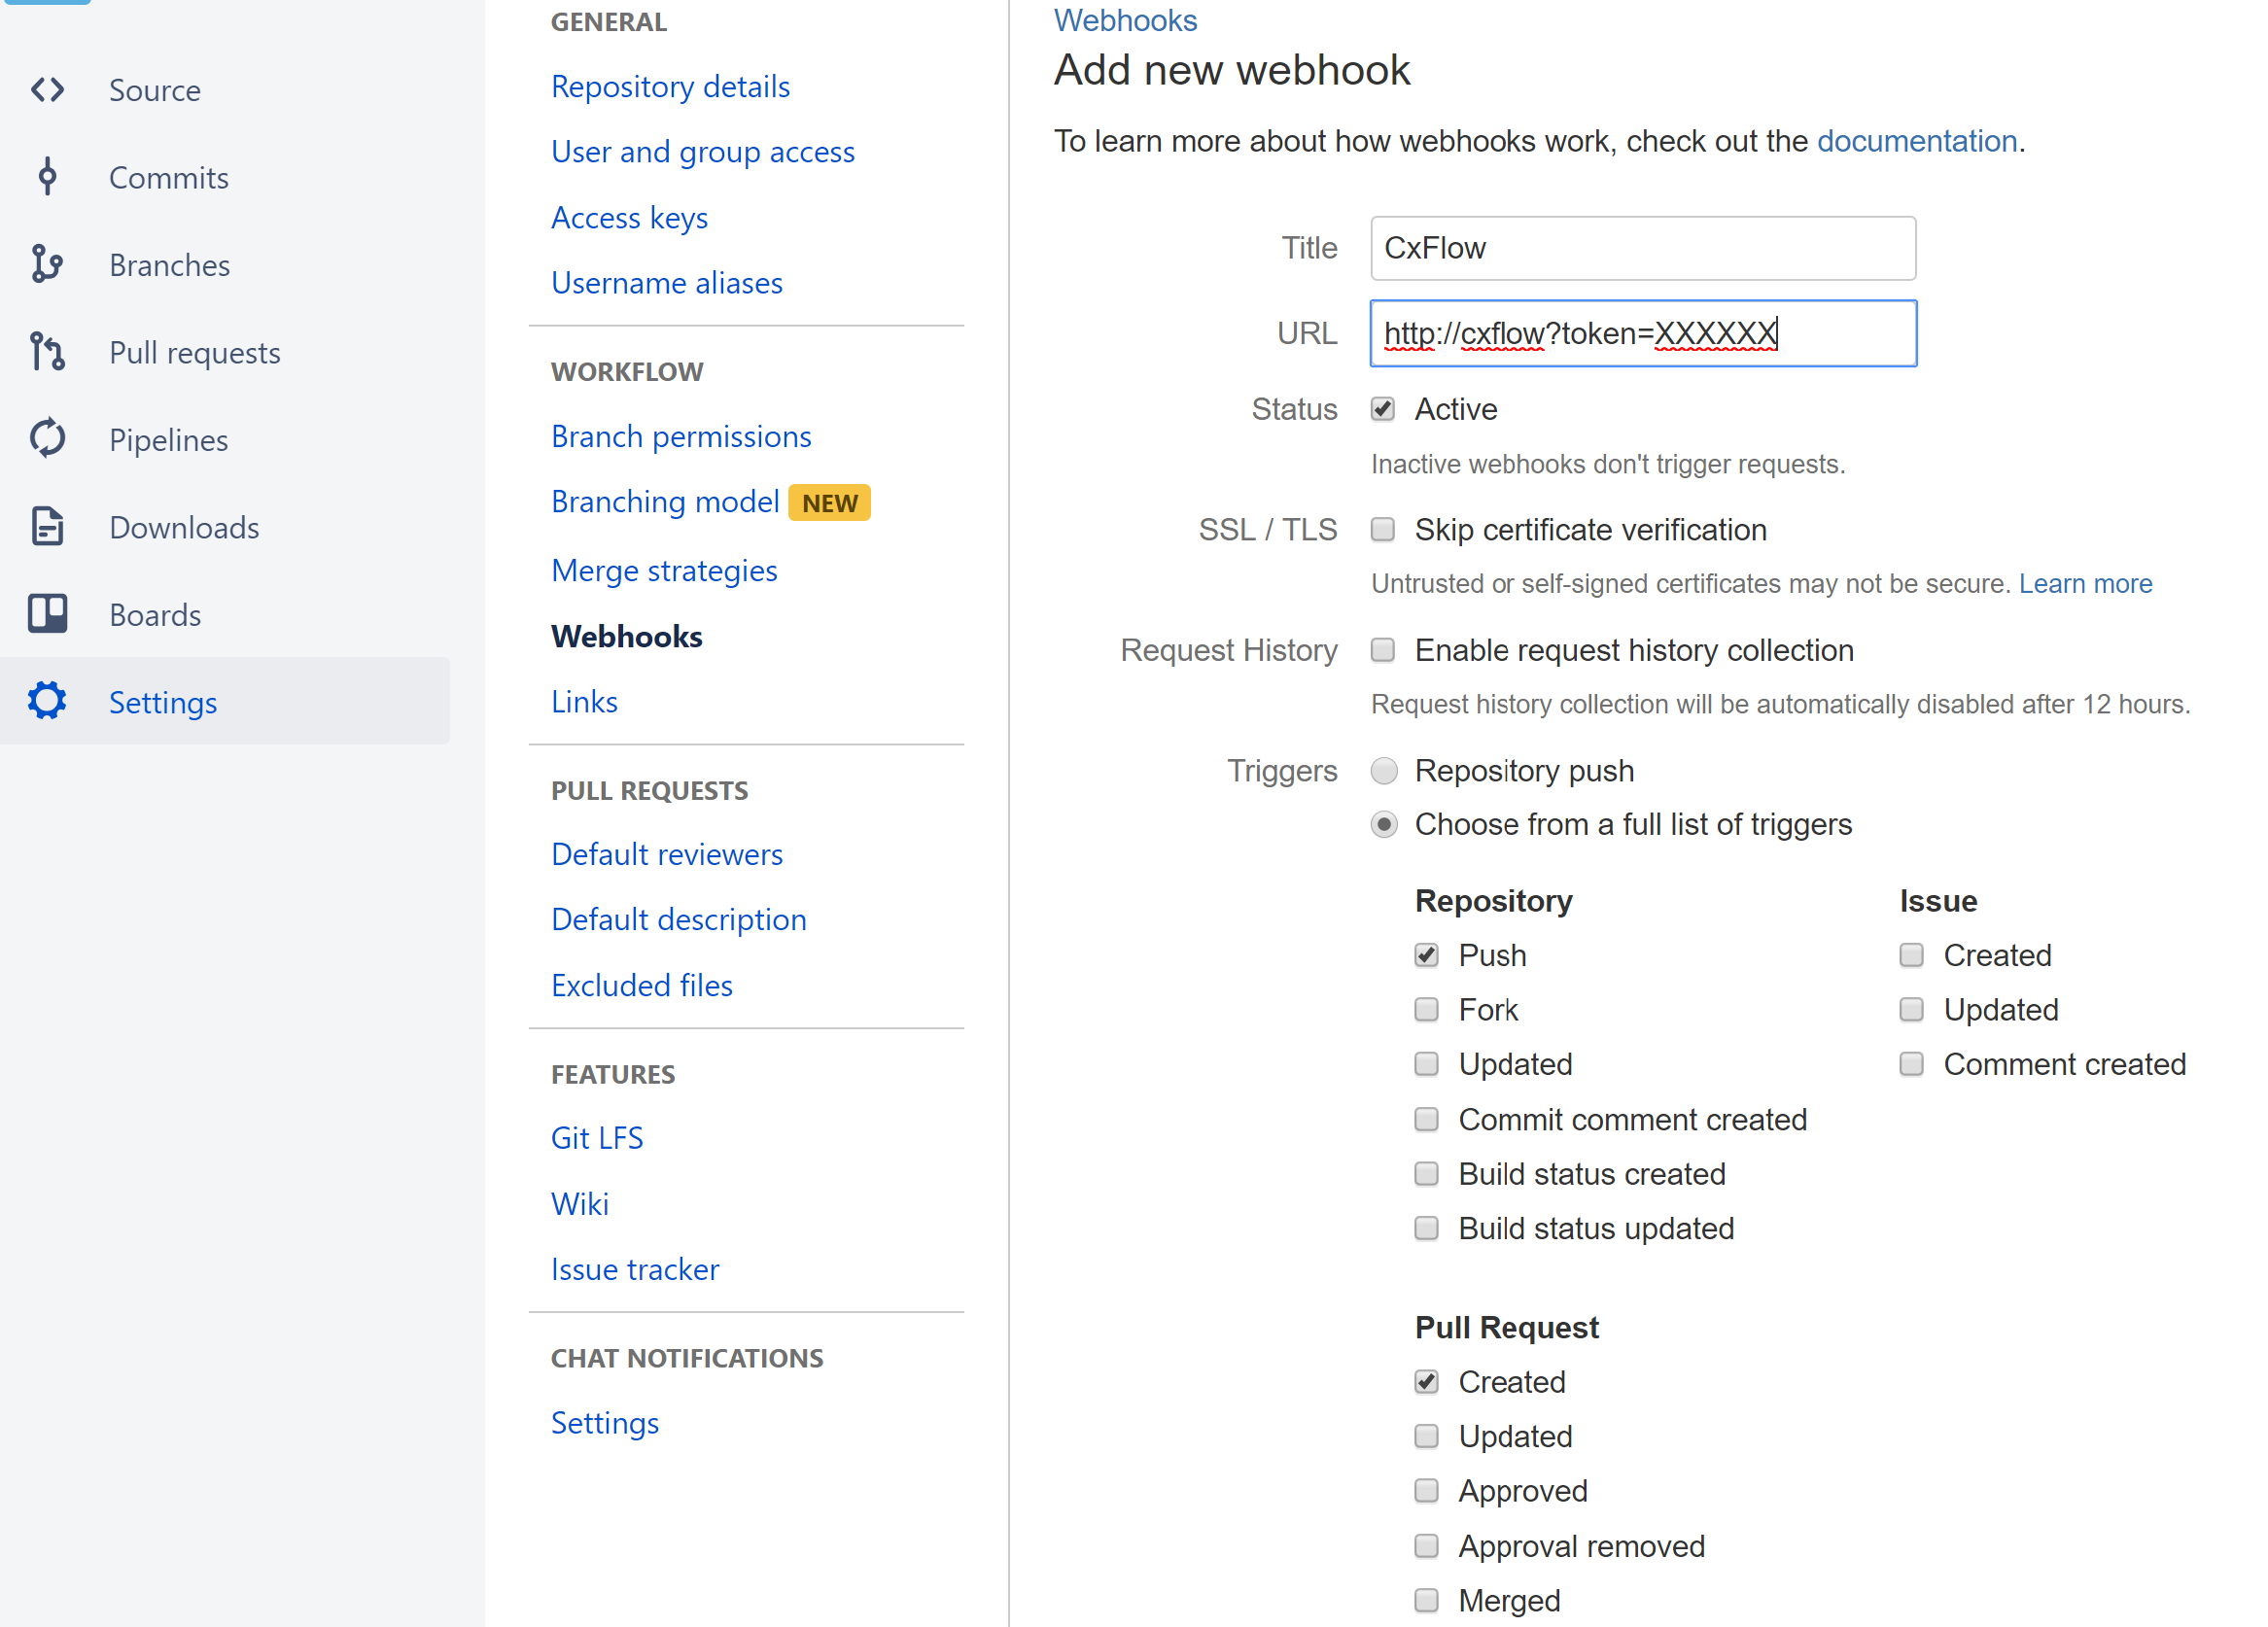 Source
Commits
Branches
Pull requests
Pipelines
Downloads
Boards
Settings
GENERAL
Repository details
User and group access
Access keys
Username aliases
WORKFLOW
Branch permissions
Branching model NEW
Merge strategies
Webhooks
Links
PULL REQUESTS
Default reviewers
Default description
Excluded files
FEATURES
Git LFS
Wiki
Issue tracker
CHAT NOTIFICATIONS
Settings
Webhooks
Add new webhook
To learn more about how webhooks work, check out the documentation.
Title CxFlow
URL http://cxflow?token=XXXXXX
Status Active
Inactive webhooks don't trigger requests.
SSL / TLS Skip certificate verification
Untrusted or self-signed certificates may not be secure. Learn more
Request History Enable request history collection
Request history collection will be automatically disabled after 12 hours.
Triggers Repository push
Choose from a full list of triggers
Repository
Push
Fork
Updated
Commit comment created
Build status created
Build status updated
Issue
Created
Updated
Comment created
Pull Request
Created
Updated
Approved
Approval removed
Merged